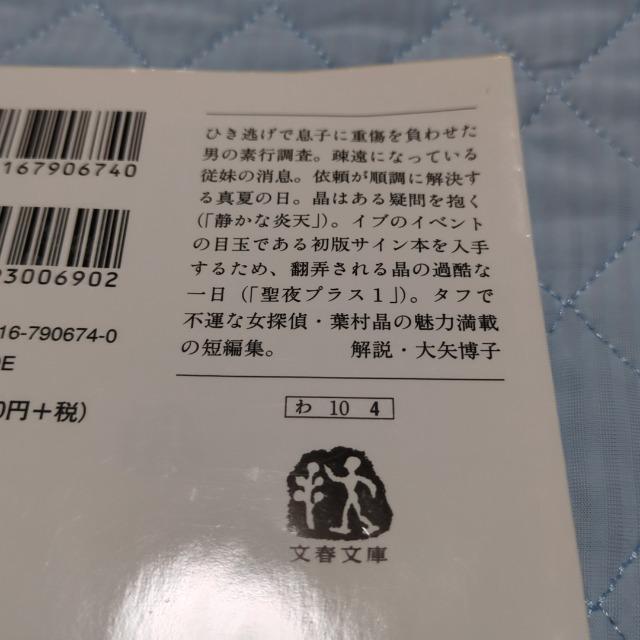 167906740
93006902
16-790674-0
0E
0円+税)
ひき逃げで息子に重傷を負わせた
男の素行調査。疎遠になっている
従妹の消息。依頼が順調に解決す
る真夏の日。晶はある疑問を抱く
(「静かな炎天」)。イブのイベント
の目玉である初版サイン本を入手
するため、翻弄される晶の過酷な
一日(「聖夜プラス1」)。タフで
不運な女探偵・葉村晶の魅力満載
の短編集。 解説・大矢博子
わ 10 4
文春文庫